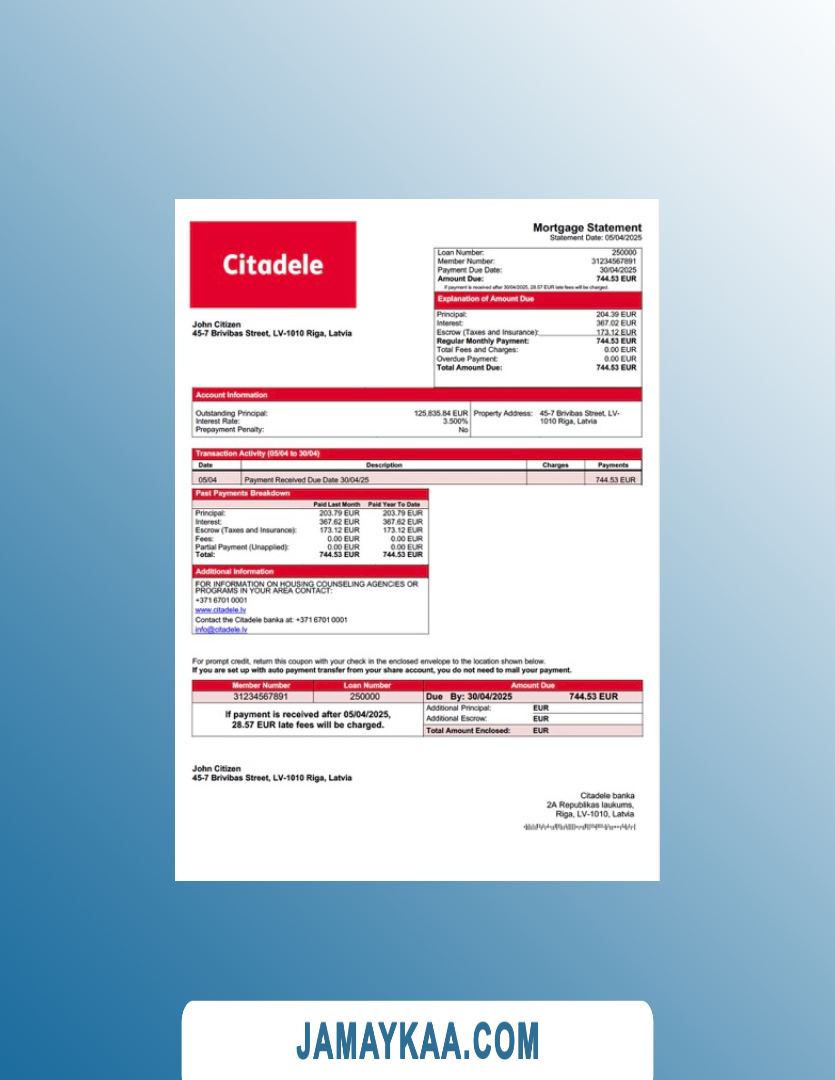 Citadele
Mortgage Statement
Statement Date: 05/04/2025
Loan Number: 250000
Member Number: 31234567891
Payment Due Date: 30/04/2025
Amount Due: 744.53 EUR
If payment is received after 30/04/2025, 28.57 EUR late fees will be charged.
Explanation of Amount Due
Principal: 204.39 EUR
Interest: 367.02 EUR
Escrow (Taxes and Insurance): 173.12 EUR
Regular Monthly Payment: 744.53 EUR
Total Fees and Charges: 0.00 EUR
Overdue Payment: 0.00 EUR
Total Amount Due: 744.53 EUR
John Citizen
45-7 Brivibas Street, LV-1010 Riga, Latvia
Account Information
Outstanding Principal: 125,835.84 EUR
Interest Rate: 3.500%
Prepayment Penalty: No
Property Address: 45-7 Brivibas Street, LV-
1010 Riga, Latvia
Transaction Activity (05/04 to 30/04)
Date Description Charges Payments
05/04 Payment Received Due Date 30/04/25 744.53 EUR
Past Payments Breakdown
Paid Last Month Paid Year To Date
Principal: 203.79 EUR 203.79 EUR
Interest: 367.62 EUR 367.62 EUR
Escrow (Taxes and Insurance): 173.12 EUR 173.12 EUR
Fees: 0.00 EUR 0.00 EUR
Partial Payment (Unapplied): 0.00 EUR 0.00 EUR
Total: 744.53 EUR 744.53 EUR
Additional Information
FOR INFORMATION ON HOUSING COUNSELING AGENCIES OR
PROGRAMS IN YOUR AREA CONTACT:
+371 6701 0001
www.citadele.lv
Contact the Citadele banka at: +371 6701 0001
info@citadele.lv
For prompt credit, return this coupon with your check in the enclosed envelope to the location shown below.
If you are set up with auto payment transfer from your share account, you do not need to mail your payment.
Member Number Loan Number Amount Due
31234567891 250000 Due By: 30/04/2025 744.53 EUR
If payment is received after 05/04/2025,
28.57 EUR late fees will be charged.
Additional Principal: EUR
Additional Escrow: EUR
Total Amount Enclosed: EUR
John Citizen
45-7 Brivibas Street, LV-1010 Riga, Latvia
Citadele banka
2A Republikas laukums,
Riga, LV-1010, Latvia
JAMAYKAA.COM